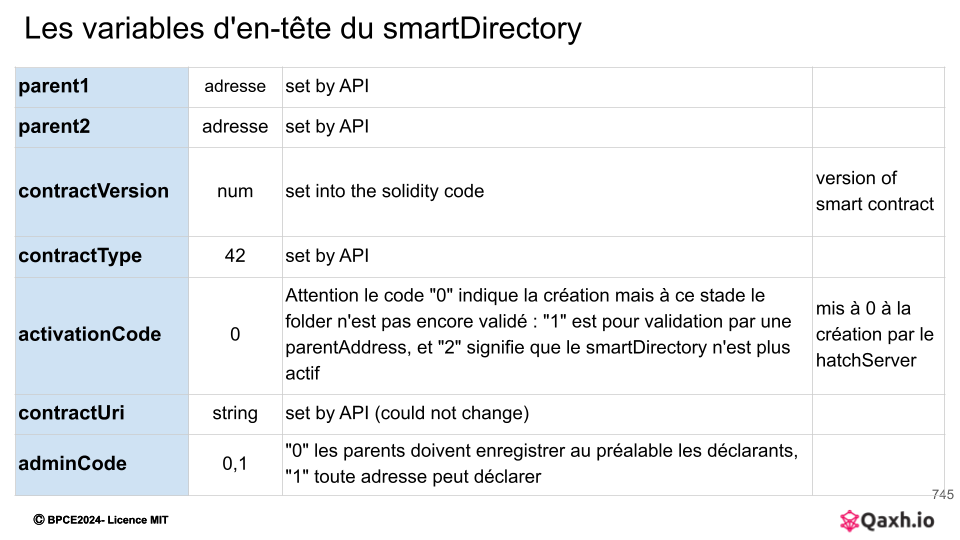 Les variables d'en-tête du smartDirectory
parent1 adresse set by API
parent2 adresse set by API
contractVersion num set into the solidity code version of
smart contract
contractType 42 set by API
activationCode 0 Attention le code "0" indique la création mais à ce stade le
folder n'est pas encore validé : "1" est pour validation par une
parentAddress, et "2" signifie que le smartDirectory n'est plus
actif
mis à 0 à la
création par le
hatchServer
contractUri string set by API (could not change)
adminCode 0,1 "0" les parents doivent enregistrer au préalable les déclarants,
"1" toute adresse peut déclarer
745
© BPCE2024- Licence MIT
Qaxh.io